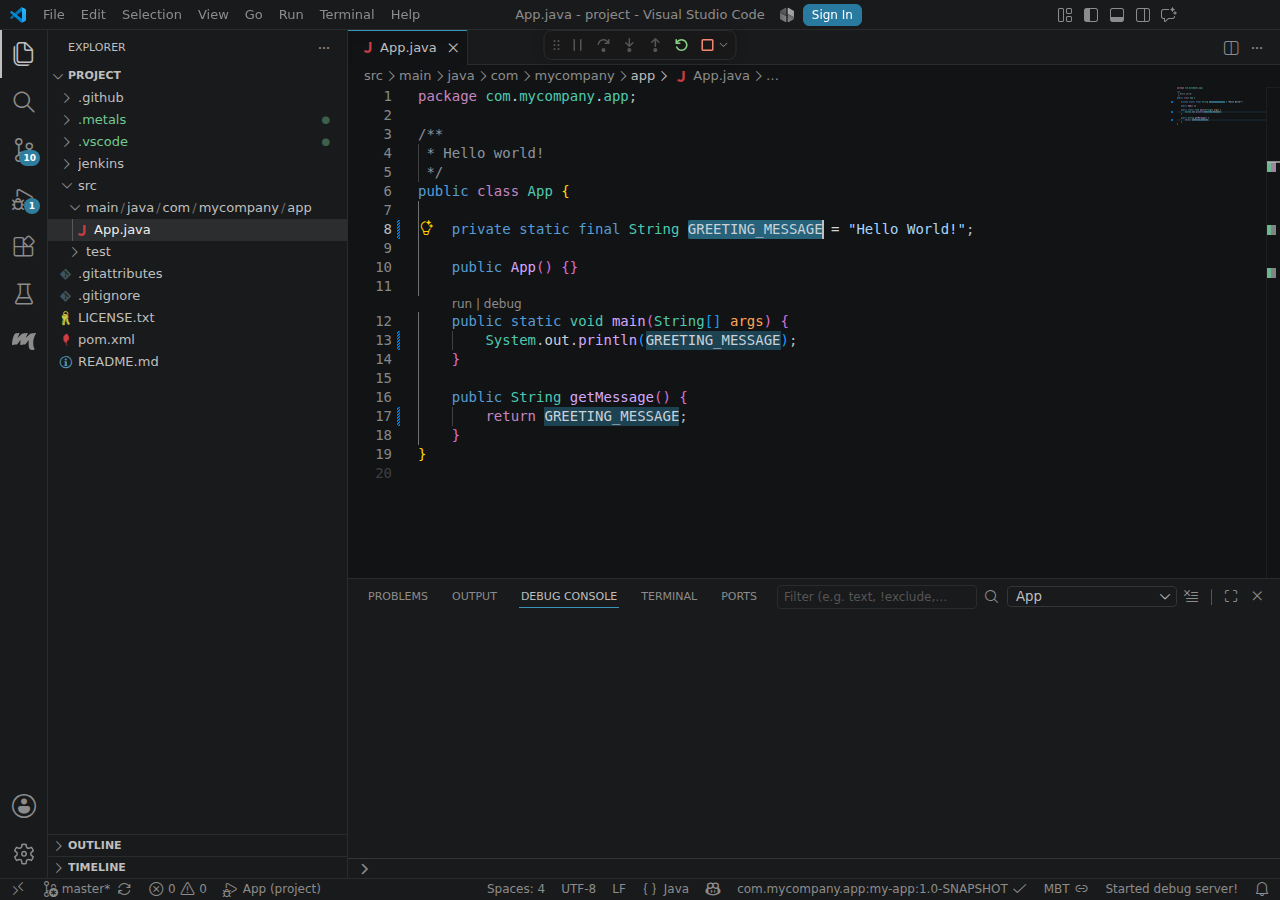 File Edit Selection View Go Run Terminal Help
App.java - project - Visual Studio Code
Sign In
EXPLORER
PROJECT
.github
.metals
.vscode
jenkins
src
main/java/com/mycompany/app
App.java
test
.gitattributes
.gitignore
LICENSE.txt
pom.xml
README.md
OUTLINE
TIMELINE
10
1
App.java
src main java com mycompany app App.java ...
1 package com.mycompany.app;
2
3 /**
4 * Hello world!
5 */
6 public class App {
7
8 private static final String GREETING_MESSAGE = "Hello World!";
9
10 public App() {}
11
run | debug
12 public static void main(String[] args) {
13 System.out.println(GREETING_MESSAGE);
14 }
15
16 public String getMessage() {
17 return GREETING_MESSAGE;
18 }
19 }
20
PROBLEMS OUTPUT DEBUG CONSOLE TERMINAL PORTS
Filter (e.g. text, !exclude,...
App
master* 0 0 App (project) Spaces: 4 UTF-8 LF { } Java com.mycompany.app:my-app:1.0-SNAPSHOT MBT Started debug server!